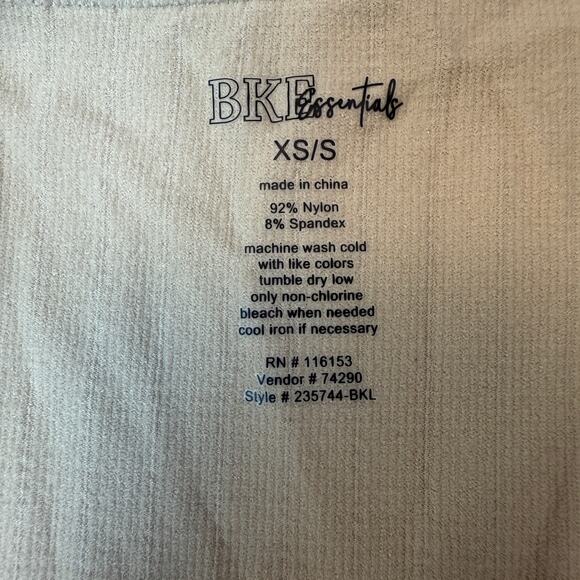 BKE Essentials
XS/S
made in china
92% Nylon
8% Spandex
machine wash cold
with like colors
tumble dry low
only non-chlorine
bleach when needed
cool iron if necessary
RN # 116153
Vendor # 74290
Style # 235744-BKL